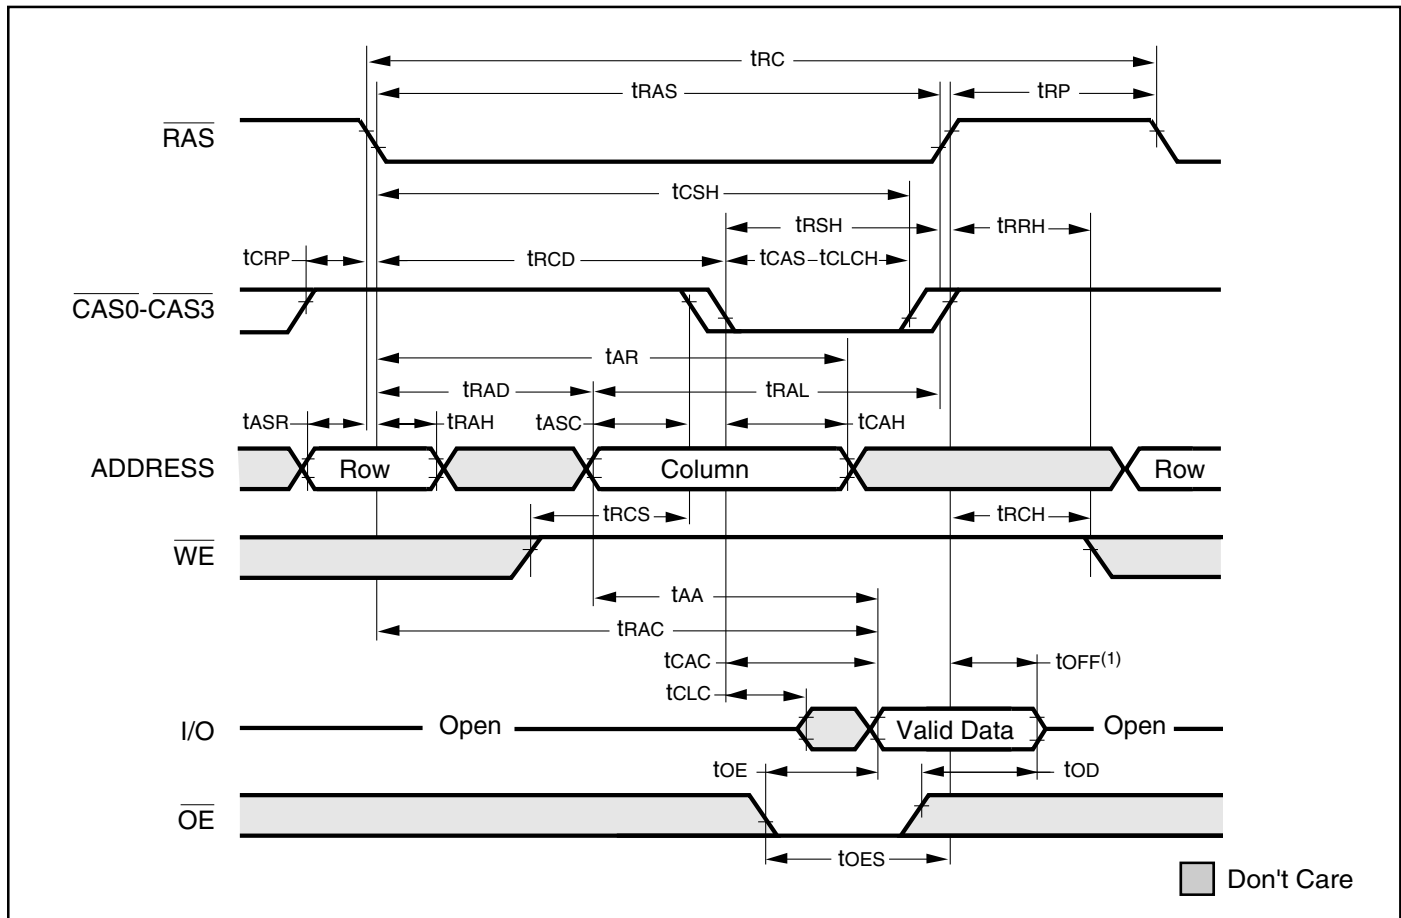 tRC
tRAS
tRP
RAS
tCSH
tRSH
tRRH
tCRP
tRCD
tCAS
tCLCH
CAS0-CAS3
tAR
tRAD
tRAL
tASR
tRAH
tASC
tCAH
ADDRESS
Row
Column
Row
tRCS
tRCH
WE
tAA
tRAC
tCAC
tOFF(1)
tCLC
I/O
Open
Valid Data
Open
tOE
tOD
OE
tOES
Don't Care